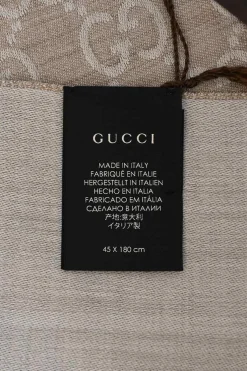 GUCCI
MADE IN ITALY
FABRIQUÉ EN ITALIE
HERGESTELLT IN ITALIEN
HECHO EN ITALIA
FABRICADO EM ITÁLIA
СДЕЛАНО В ИТАЛИИ
产地:意大利
イタリア製
45 X 180 cm